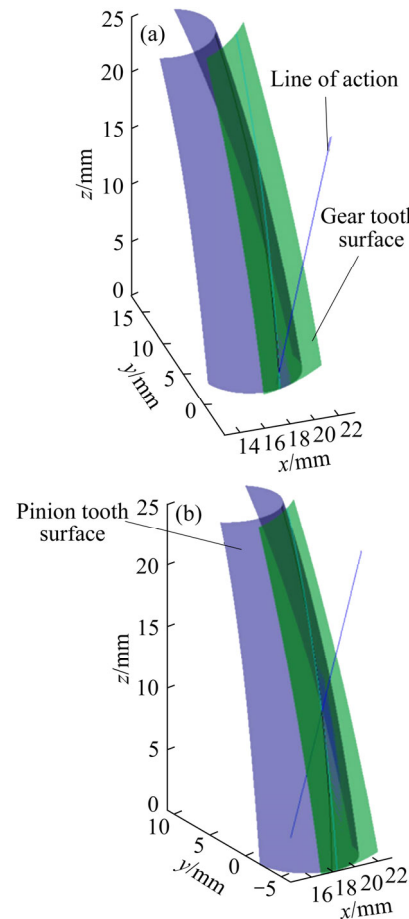 (a)
Line of action
Gear tooth
surface
z/mm
25
20
15
10
5
0
y/mm
15
10
5
0
x/mm
14 16 18 20 22
(b)
Pinion tooth
surface
z/mm
25
20
15
10
5
0
y/mm
10
5
0
−5
x/mm
16 18 20 22